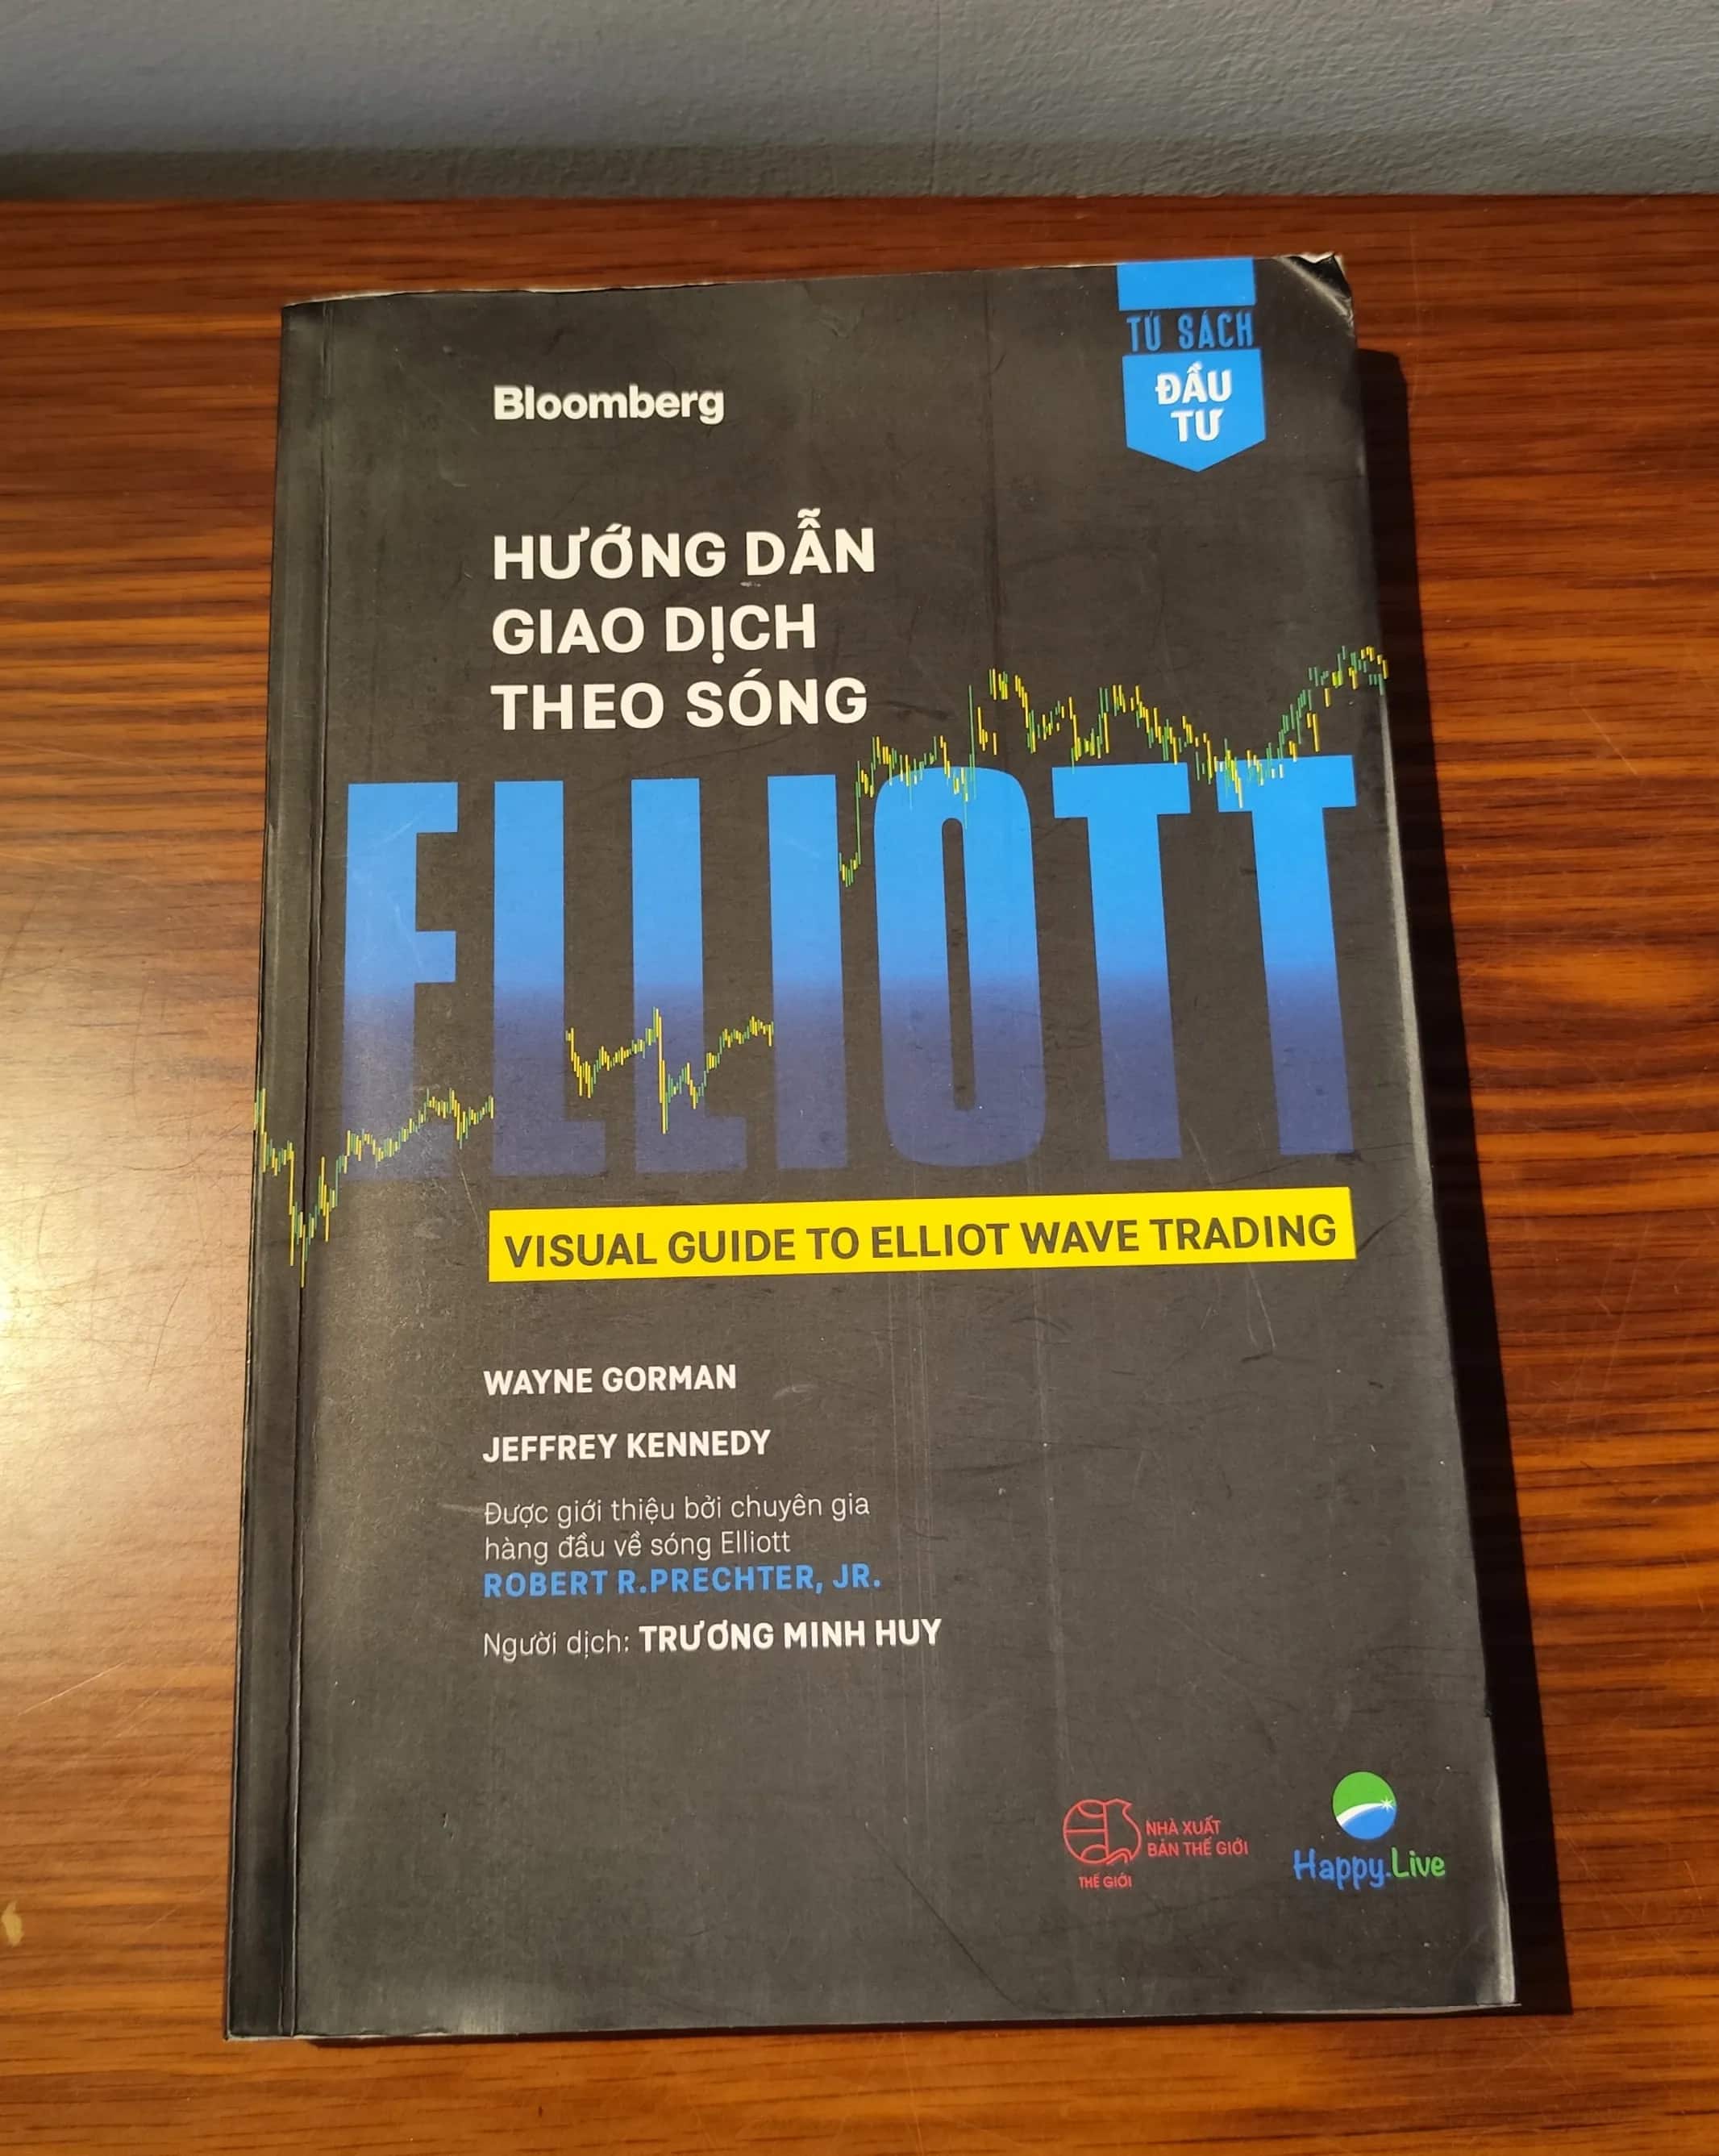 Bloomberg
TỦ SÁCH
ĐẦU
TƯ
HƯỚNG DẪN
GIAO DỊCH
THEO SÓNG
ELLIOTT
VISUAL GUIDE TO ELLIOT WAVE TRADING
WAYNE GORMAN
JEFFREY KENNEDY
Được giới thiệu bởi chuyên gia
hàng đầu về sóng Elliott
ROBERT R.PRECHTER, JR.
Người dịch: TRƯƠNG MINH HUY
NHÀ XUẤT
BẢN THẾ GIỚI
THẾ GIỚI
Happy.Live